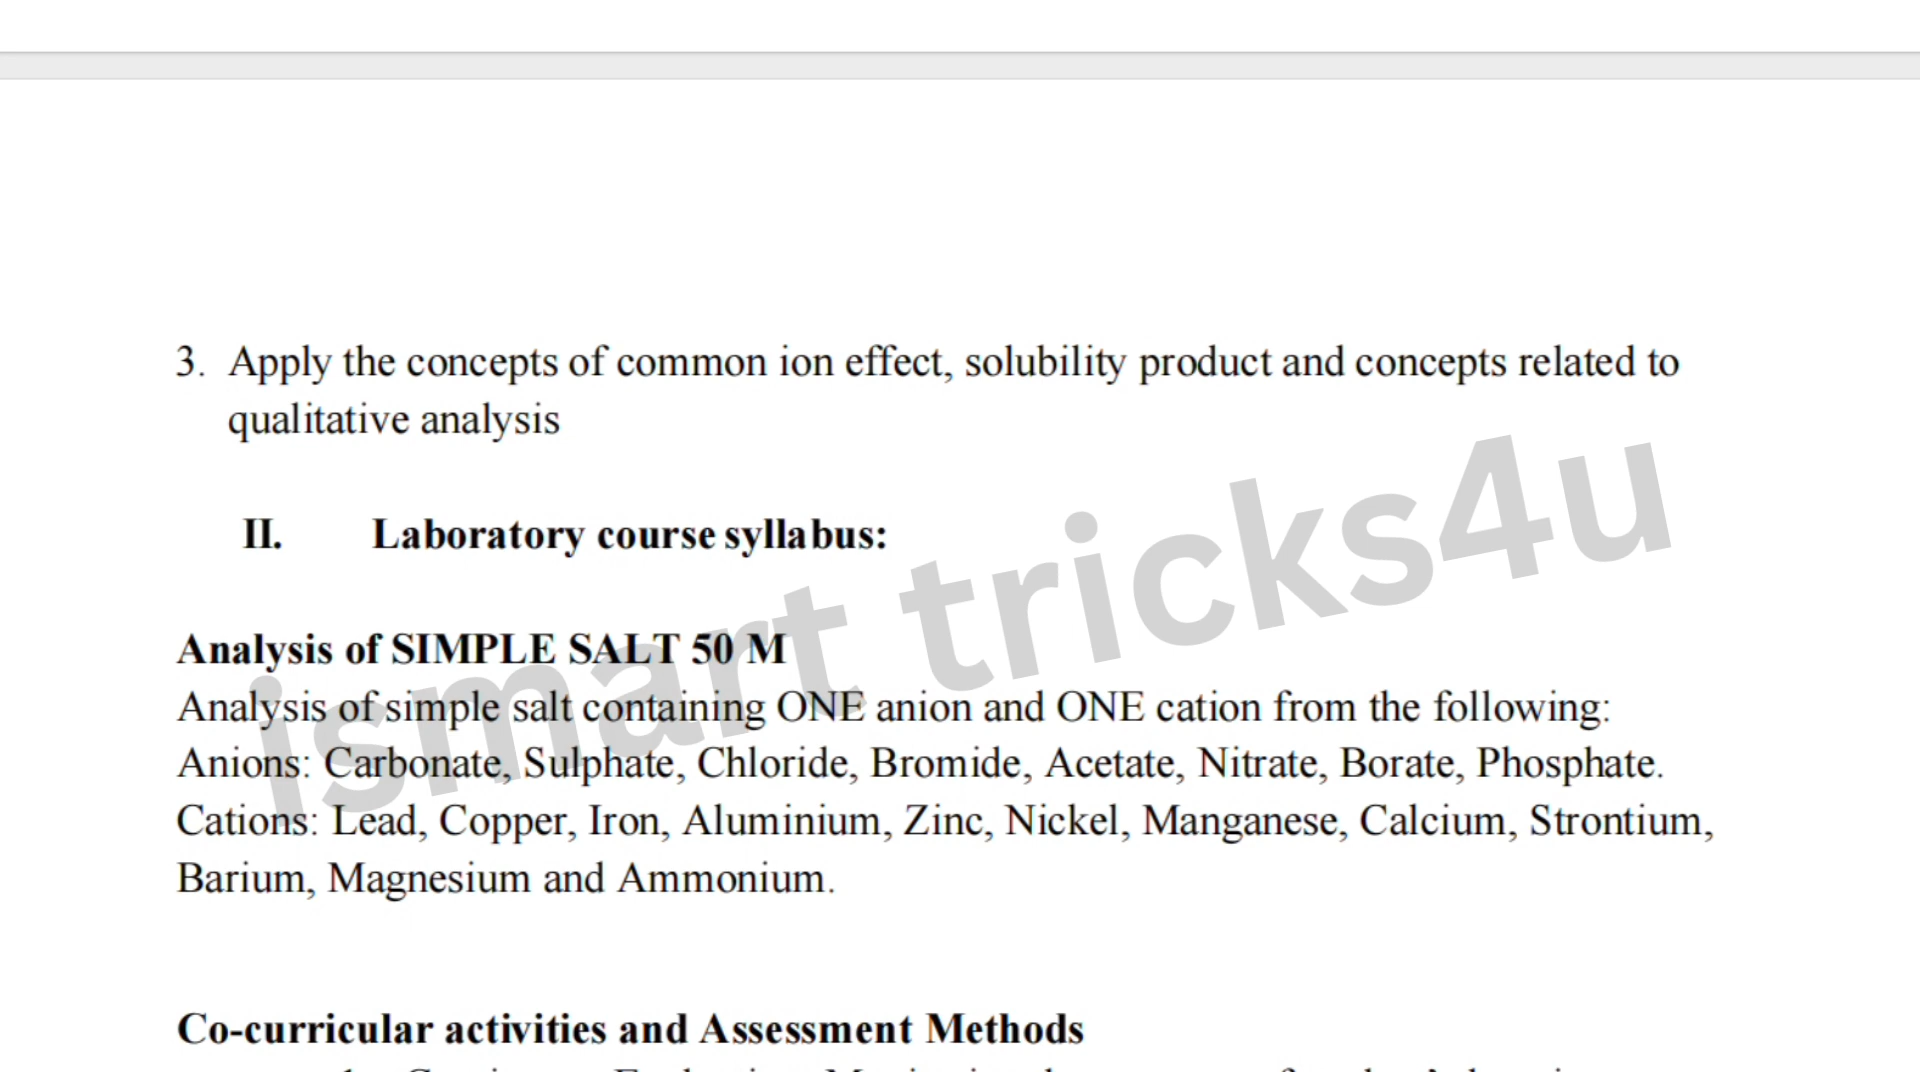 3. Apply the concepts of common ion effect, solubility product and concepts related to
qualitative analysis
II. Laboratory course syllabus:
ismart tricks4u
Analysis of SIMPLE SALT 50 M
Analysis of simple salt containing ONE anion and ONE cation from the following:
Anions: Carbonate, Sulphate, Chloride, Bromide, Acetate, Nitrate, Borate, Phosphate.
Cations: Lead, Copper, Iron, Aluminium, Zinc, Nickel, Manganese, Calcium, Strontium,
Barium, Magnesium and Ammonium.
Co-curricular activities and Assessment Methods